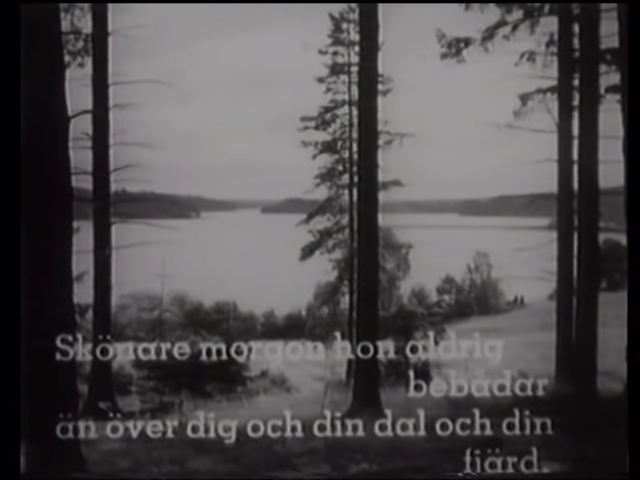 Skönare morgon hon aldrig
bebådar
än över dig och din dal och din
fjärd.